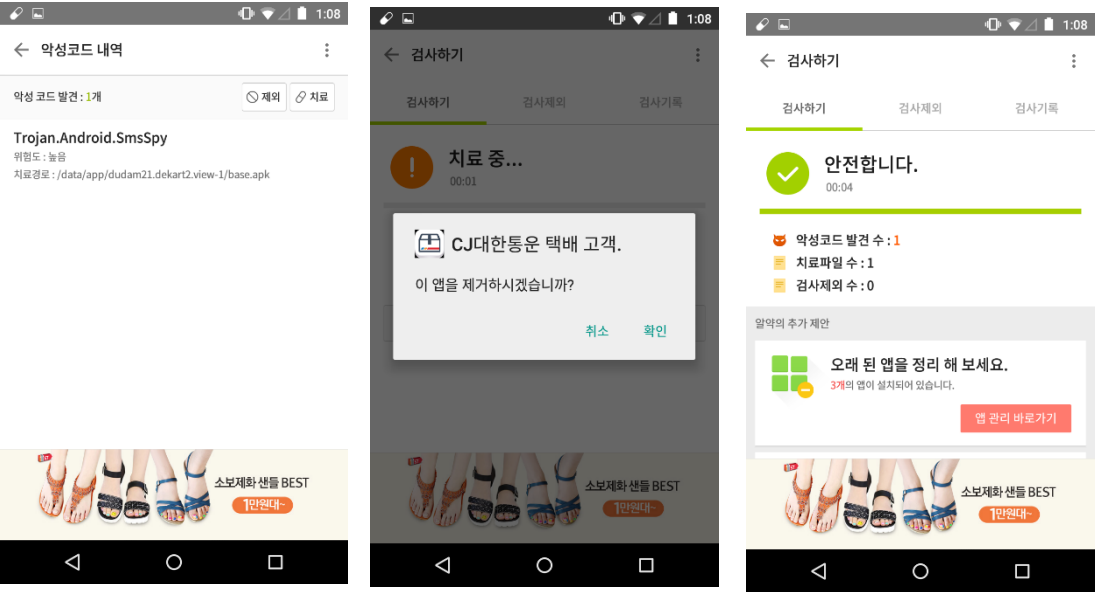 1:08
악성코드 내역
악성 코드 발견 : 1개
제외
치료
Trojan.Android.SmsSpy
위험도 : 높음
치료경로 : /data/app/dudam21.dekart2.view-1/base.apk
소보제화 샌들 BEST
1만원대~
1:08
검사하기
검사하기 검사제외 검사기록
치료 중...
00:01
CJ대한통운 택배 고객.
이 앱을 제거하시겠습니까?
취소 확인
소보제화 샌들 BEST
1만원대~
1:08
검사하기
검사하기 검사제외 검사기록
안전합니다.
00:04
악성코드 발견 수 : 1
치료파일 수 : 1
검사제외 수 : 0
알약의 추가 제안
오래 된 앱을 정리 해 보세요.
3개의 앱이 설치되어 있습니다.
앱 관리 바로가기
소보제화 샌들 BEST
1만원대~